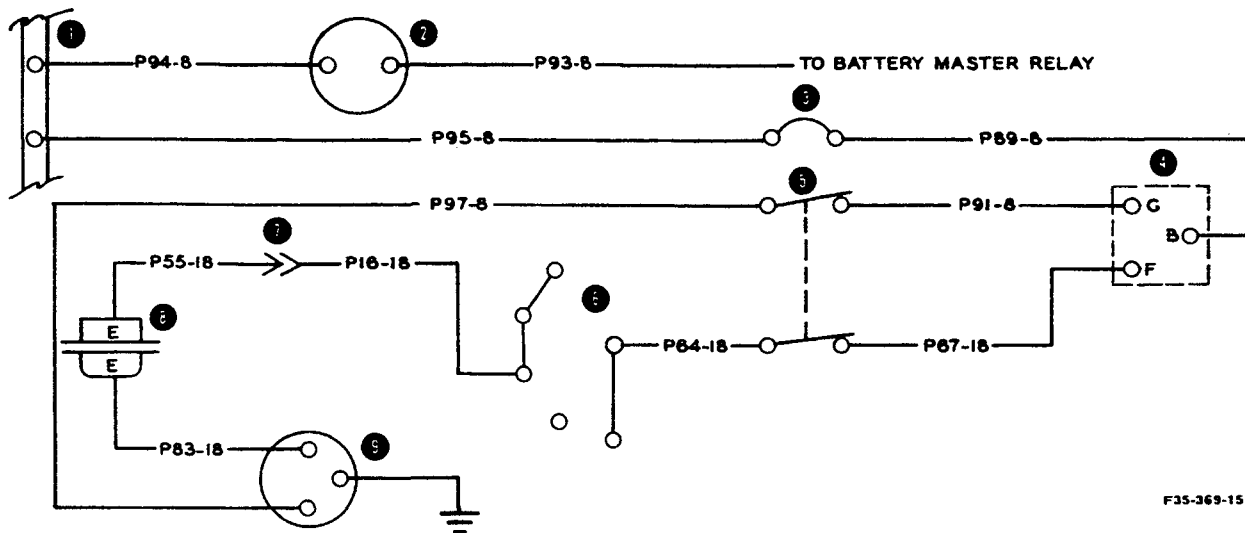 1
2
P94-8
P93-8
TO BATTERY MASTER RELAY
3
P95-8
P89-8
4
5
P97-8
P91-8
G
B
7
P55-18
P16-18
F
6
8
E
E
P64-18
P67-18
P83-18
9
F35-369-15